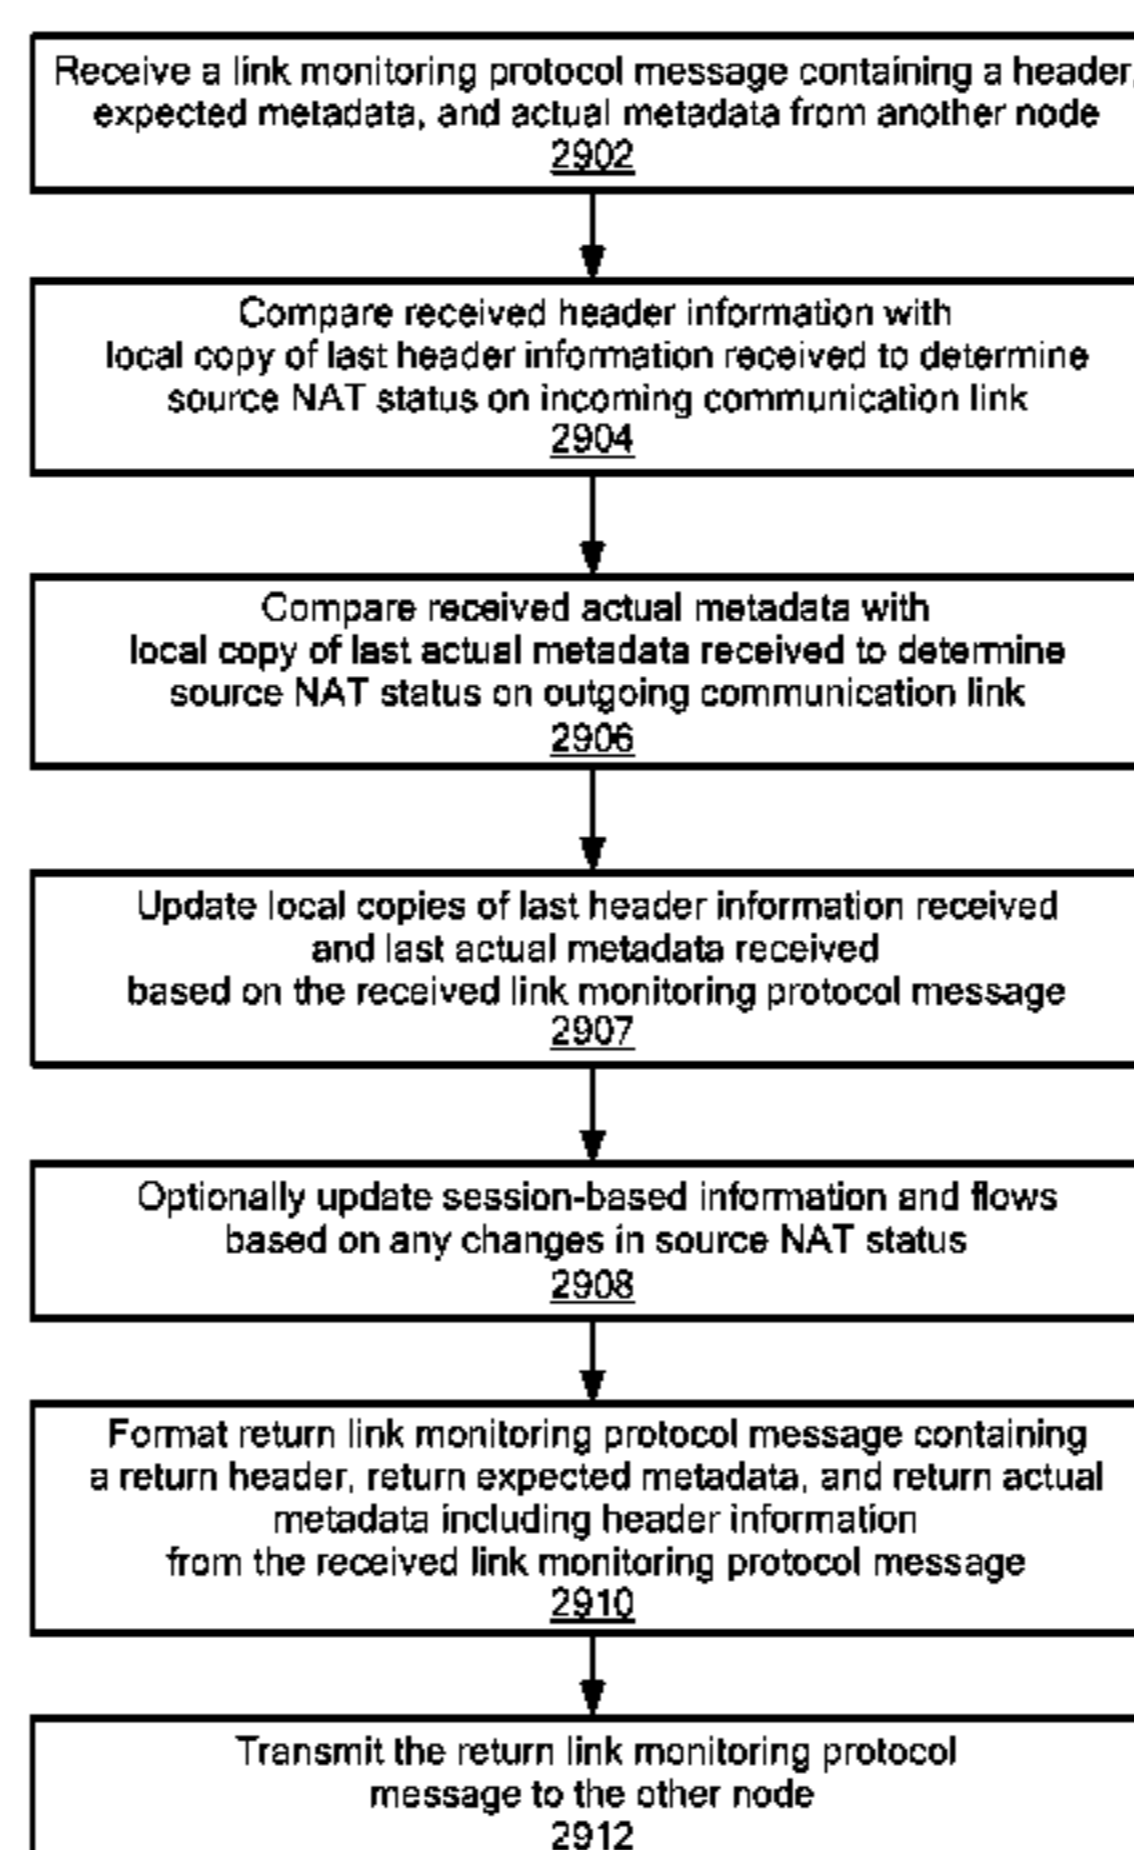 Receive a link monitoring protocol message containing a header,
expected metadata, and actual metadata from another node
2902
Compare received header information with
local copy of last header information received to determine
source NAT status on incoming communication link
2904
Compare received actual metadata with
local copy of last actual metadata received to determine
source NAT status on outgoing communication link
2906
Update local copies of last header information received
and last actual metadata received
based on the received link monitoring protocol message
2907
Optionally update session-based information and flows
based on any changes in source NAT status
2908
Format return link monitoring protocol message containing
a return header, return expected metadata, and return actual
metadata including header information
from the received link monitoring protocol message
2910
Transmit the return link monitoring protocol
message to the other node
2912